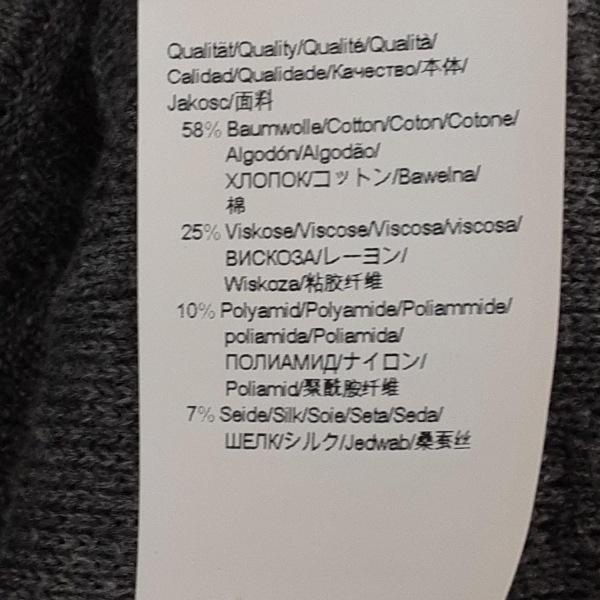 Qualität/Quality/Qualité/Qualità/
Calidad/Qualidade/Качество/本体/
Jakosc/面料
58% Baumwolle/Cotton/Coton/Cotone/
Algodón/Algodão/
ХЛОПОК/コットン/Bawelna/
棉
25% Viskose/Viscose/Viscosa/viscosa/
ВИСКОЗА/レーヨン/
Wiskoza/粘胶纤维
10% Polyamid/Polyamide/Poliammide/
poliamida/Poliamida/
ПОЛИАМИД/ナイロン/
Poliamid/聚酰胺纤维
7% Seide/Silk/Soie/Seta/Seda/
ШЕЛК/シルク/Jedwab/桑蚕丝